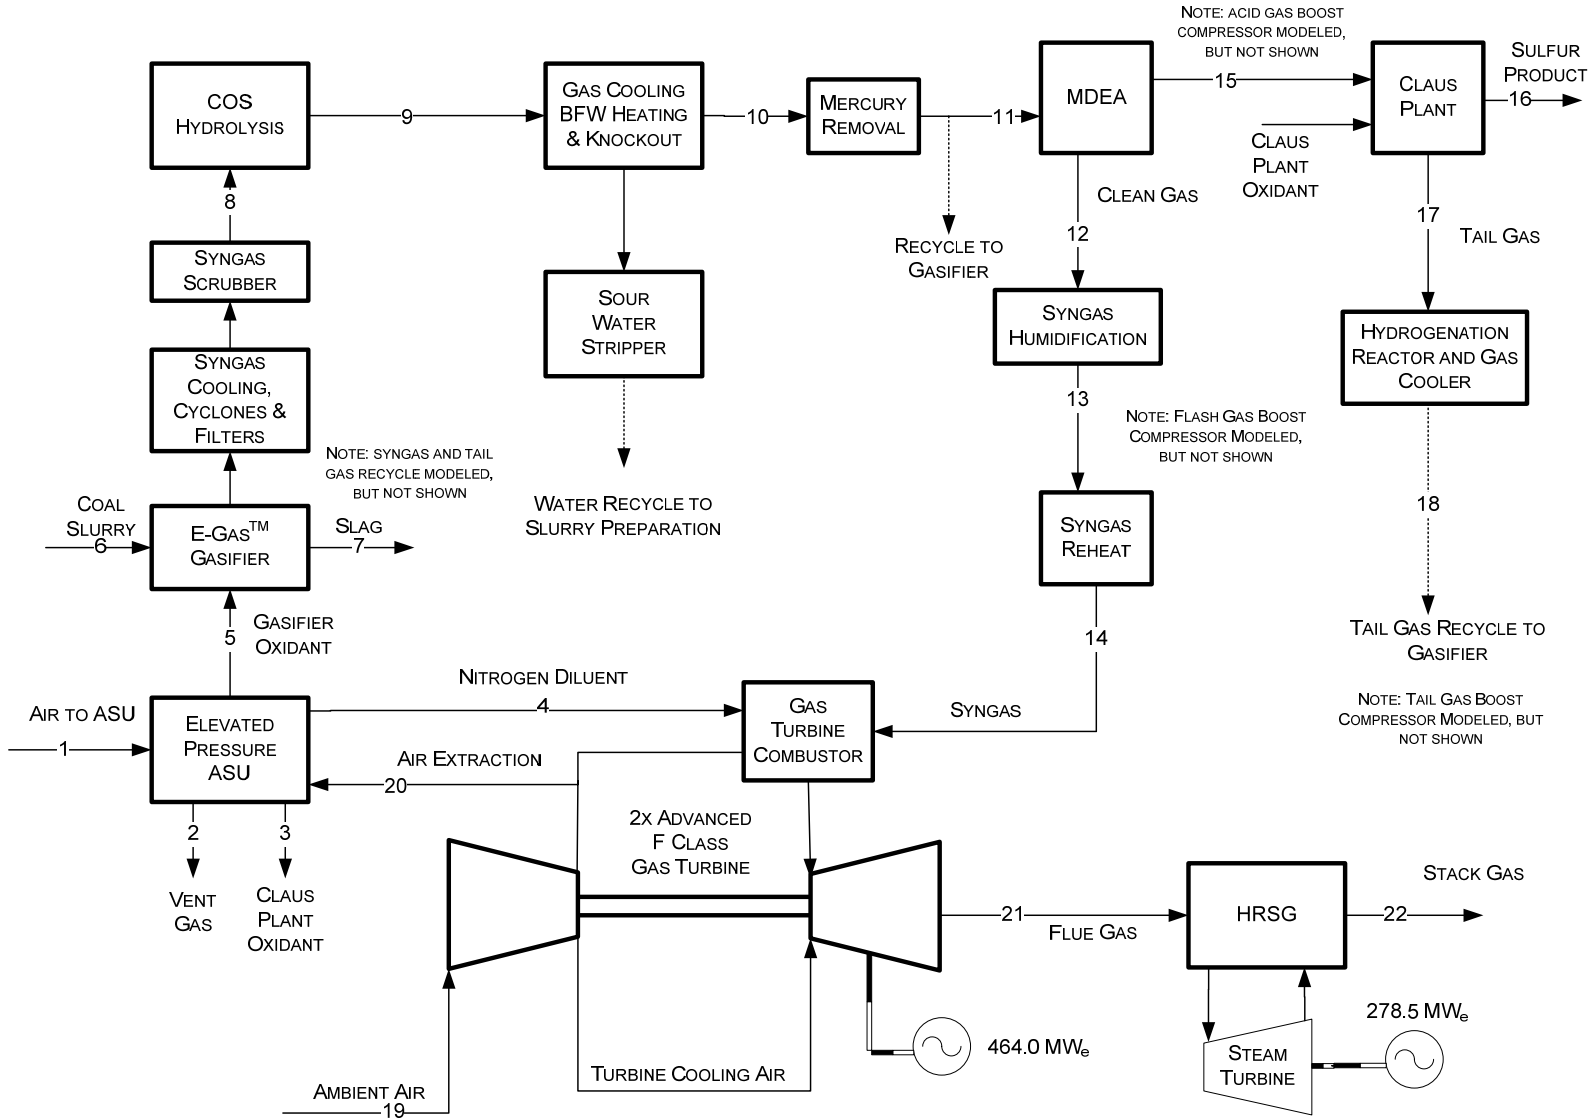 NOTE: ACID GAS BOOST
COMPRESSOR MODELED,
BUT NOT SHOWN
COS
HYDROLYSIS
9
GAS COOLING
BFW HEATING
& KNOCKOUT
10
MERCURY
REMOVAL
11
MDEA
15
CLAUS
PLANT
SULFUR
PRODUCT
16
CLAUS
PLANT
OXIDANT
8
CLEAN GAS
12
17
TAIL GAS
RECYCLE TO
GASIFIER
SYNGAS
SCRUBBER
SOUR
WATER
STRIPPER
SYNGAS
HUMIDIFICATION
HYDROGENATION
REACTOR AND GAS
COOLER
SYNGAS
COOLING,
CYCLONES &
FILTERS
13
NOTE: FLASH GAS BOOST
COMPRESSOR MODELED,
BUT NOT SHOWN
NOTE: SYNGAS AND TAIL
GAS RECYCLE MODELED,
BUT NOT SHOWN
WATER RECYCLE TO
SLURRY PREPARATION
18
COAL
SLURRY
6
E-GAS™
GASIFIER
SLAG
7
SYNGAS
REHEAT
5
GASIFIER
OXIDANT
14
TAIL GAS RECYCLE TO
GASIFIER
NOTE: TAIL GAS BOOST
COMPRESSOR MODELED, BUT
NOT SHOWN
AIR TO ASU
1
ELEVATED
PRESSURE
ASU
NITROGEN DILUENT
4
AIR EXTRACTION
20
GAS
TURBINE
COMBUSTOR
SYNGAS
2
3
VENT
GAS
CLAUS
PLANT
OXIDANT
2X ADVANCED
F CLASS
GAS TURBINE
21
FLUE GAS
HRSG
STACK GAS
22
464.0 MWe
278.5 MWe
STEAM
TURBINE
TURBINE COOLING AIR
AMBIENT AIR
19